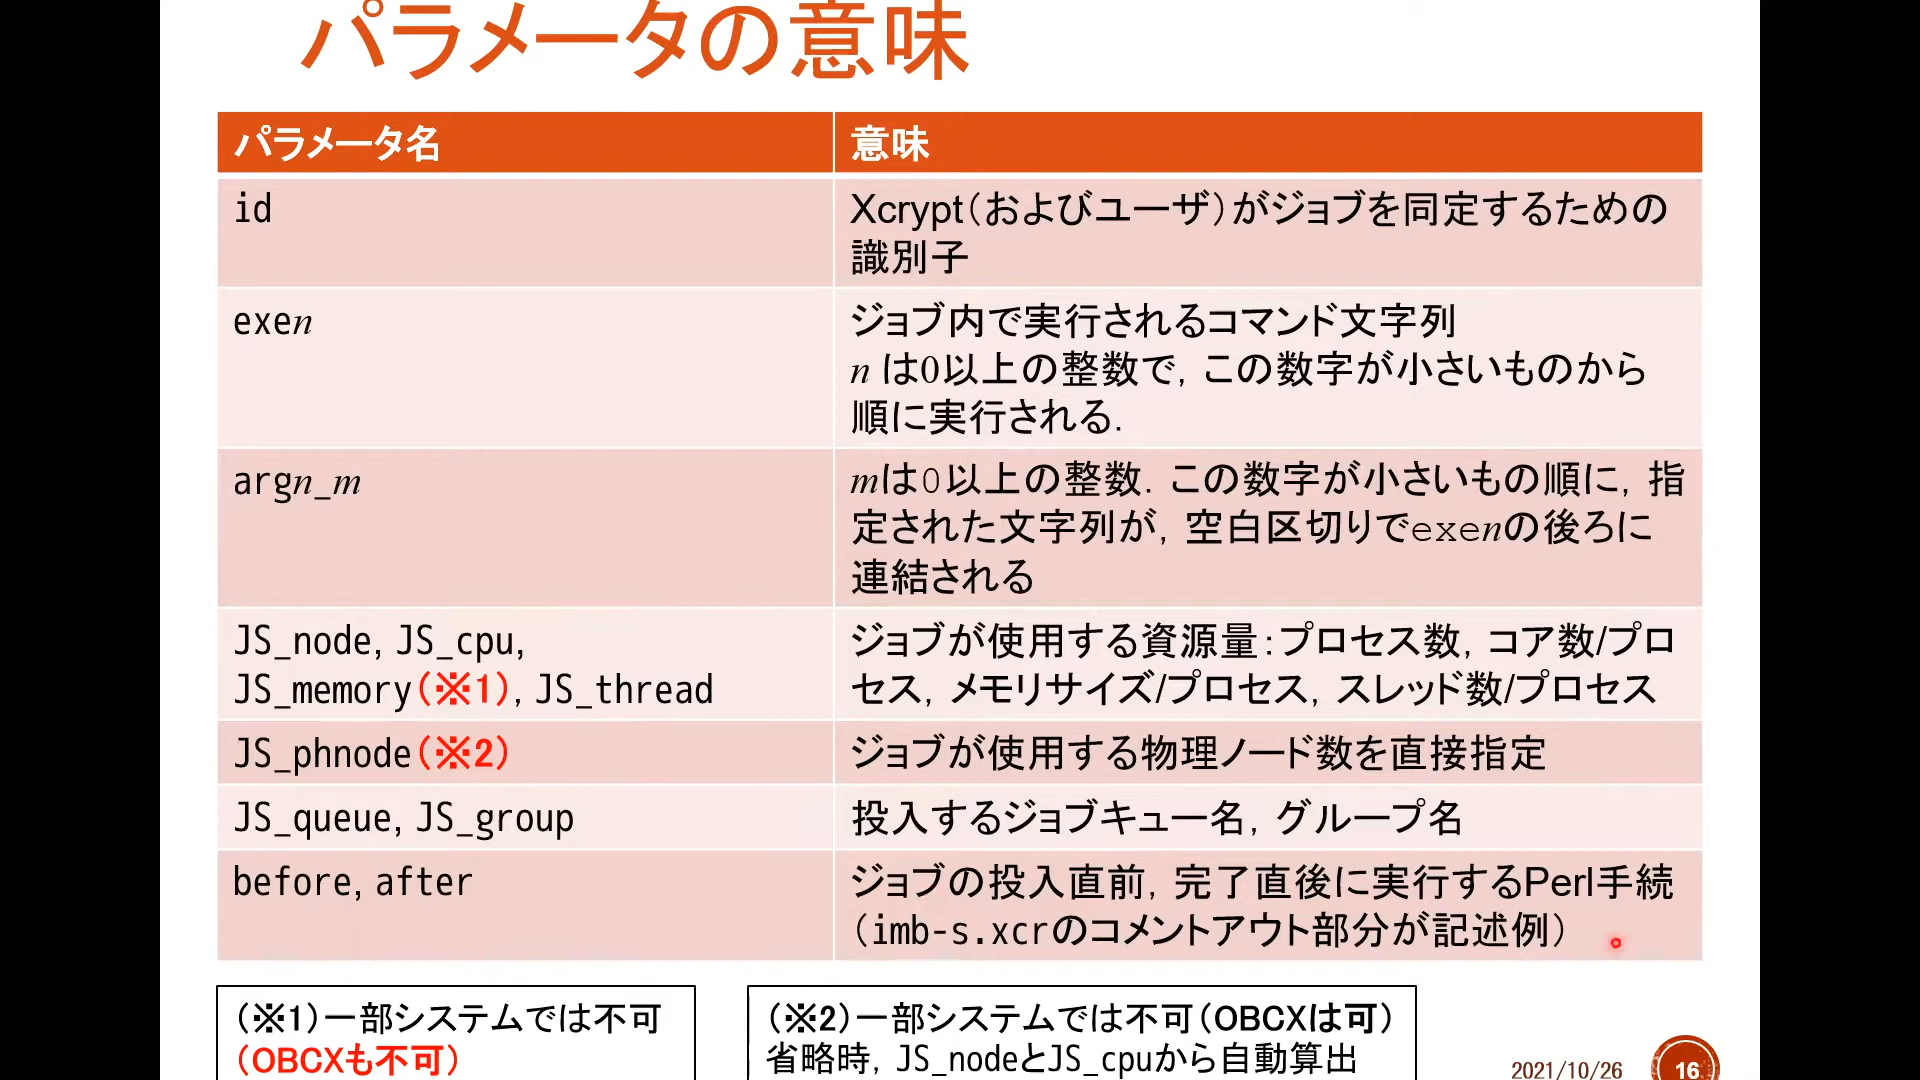 パラメータの意味
パラメータ名
意味
id
Xcrypt（およびユーザ）がジョブを同定するための
識別子
exen
ジョブ内で実行されるコマンド文字列
n は0以上の整数で，この数字が小さいものから
順に実行される．
argn_m
mは0以上の整数．この数字が小さいもの順に，指
定された文字列が，空白区切りでexenの後ろに
連結される
JS_node, JS_cpu,
JS_memory（※1）, JS_thread
ジョブが使用する資源量：プロセス数，コア数/プロ
セス，メモリサイズ/プロセス，スレッド数/プロセス
JS_phnode（※2）
ジョブが使用する物理ノード数を直接指定
JS_queue, JS_group
投入するジョブキュー名，グループ名
before, after
ジョブの投入直前，完了直後に実行するPerl手続
（imb-s.xcrのコメントアウト部分が記述例）
（※1）一部システムでは不可
（OBCXも不可）
（※2）一部システムでは不可（OBCXは可）
省略時，JS_nodeとJS_cpuから自動算出
2021/10/26
16